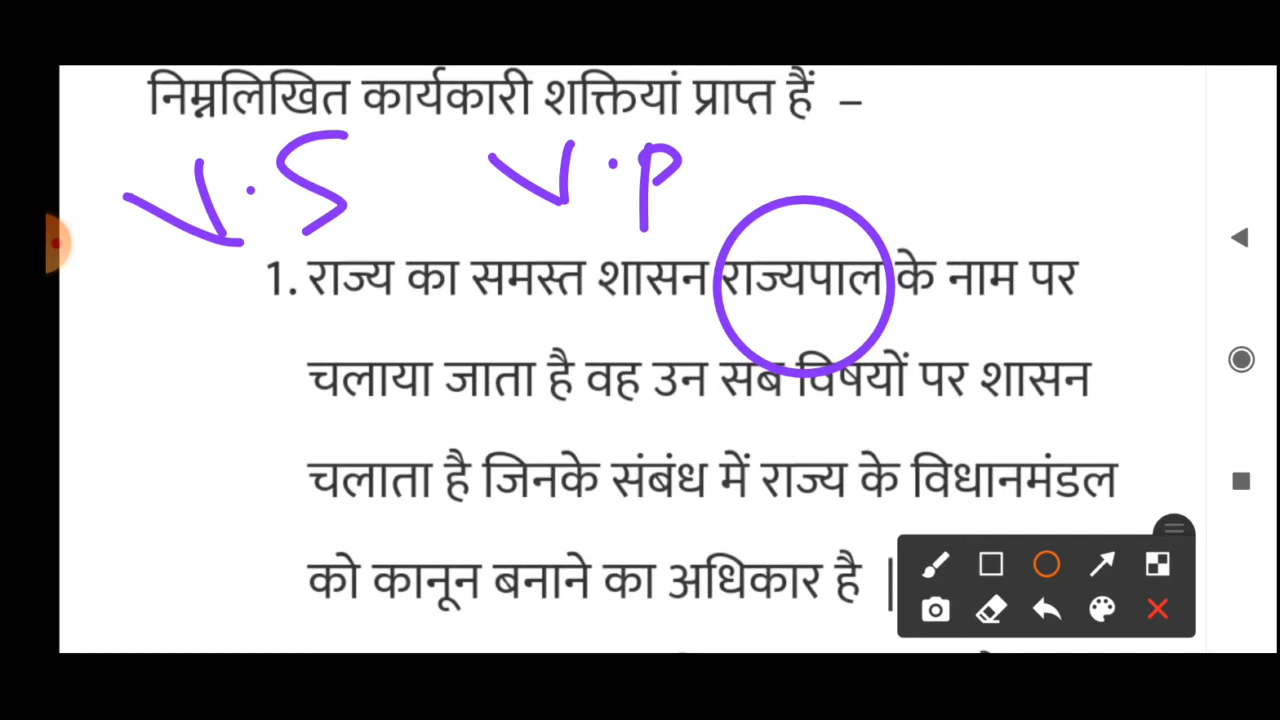 निम्नलिखित कार्यकारी शक्तियां प्राप्त हैं –
V.S V.P
1. राज्य का समस्त शासन राज्यपाल के नाम पर
चलाया जाता है वह उन सब विषयों पर शासन
चलाता है जिनके संबंध में राज्य के विधानमंडल
को कानून बनाने का अधिकार है |